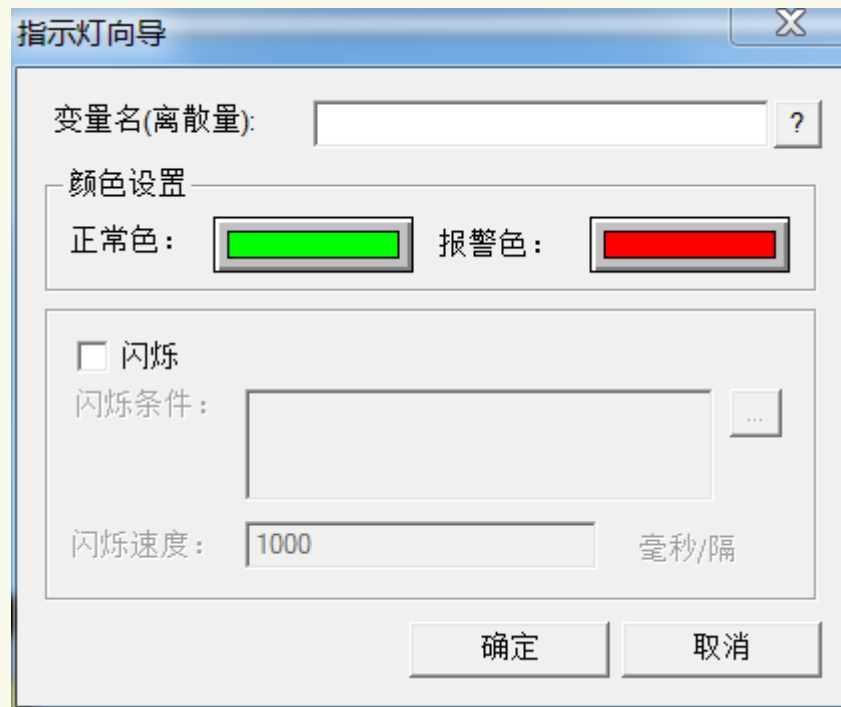 指示灯向导
变量名(离散量): ?
颜色设置
正常色： 报警色：
闪烁
闪烁条件： ...
闪烁速度： 1000 毫秒/隔
确定 取消